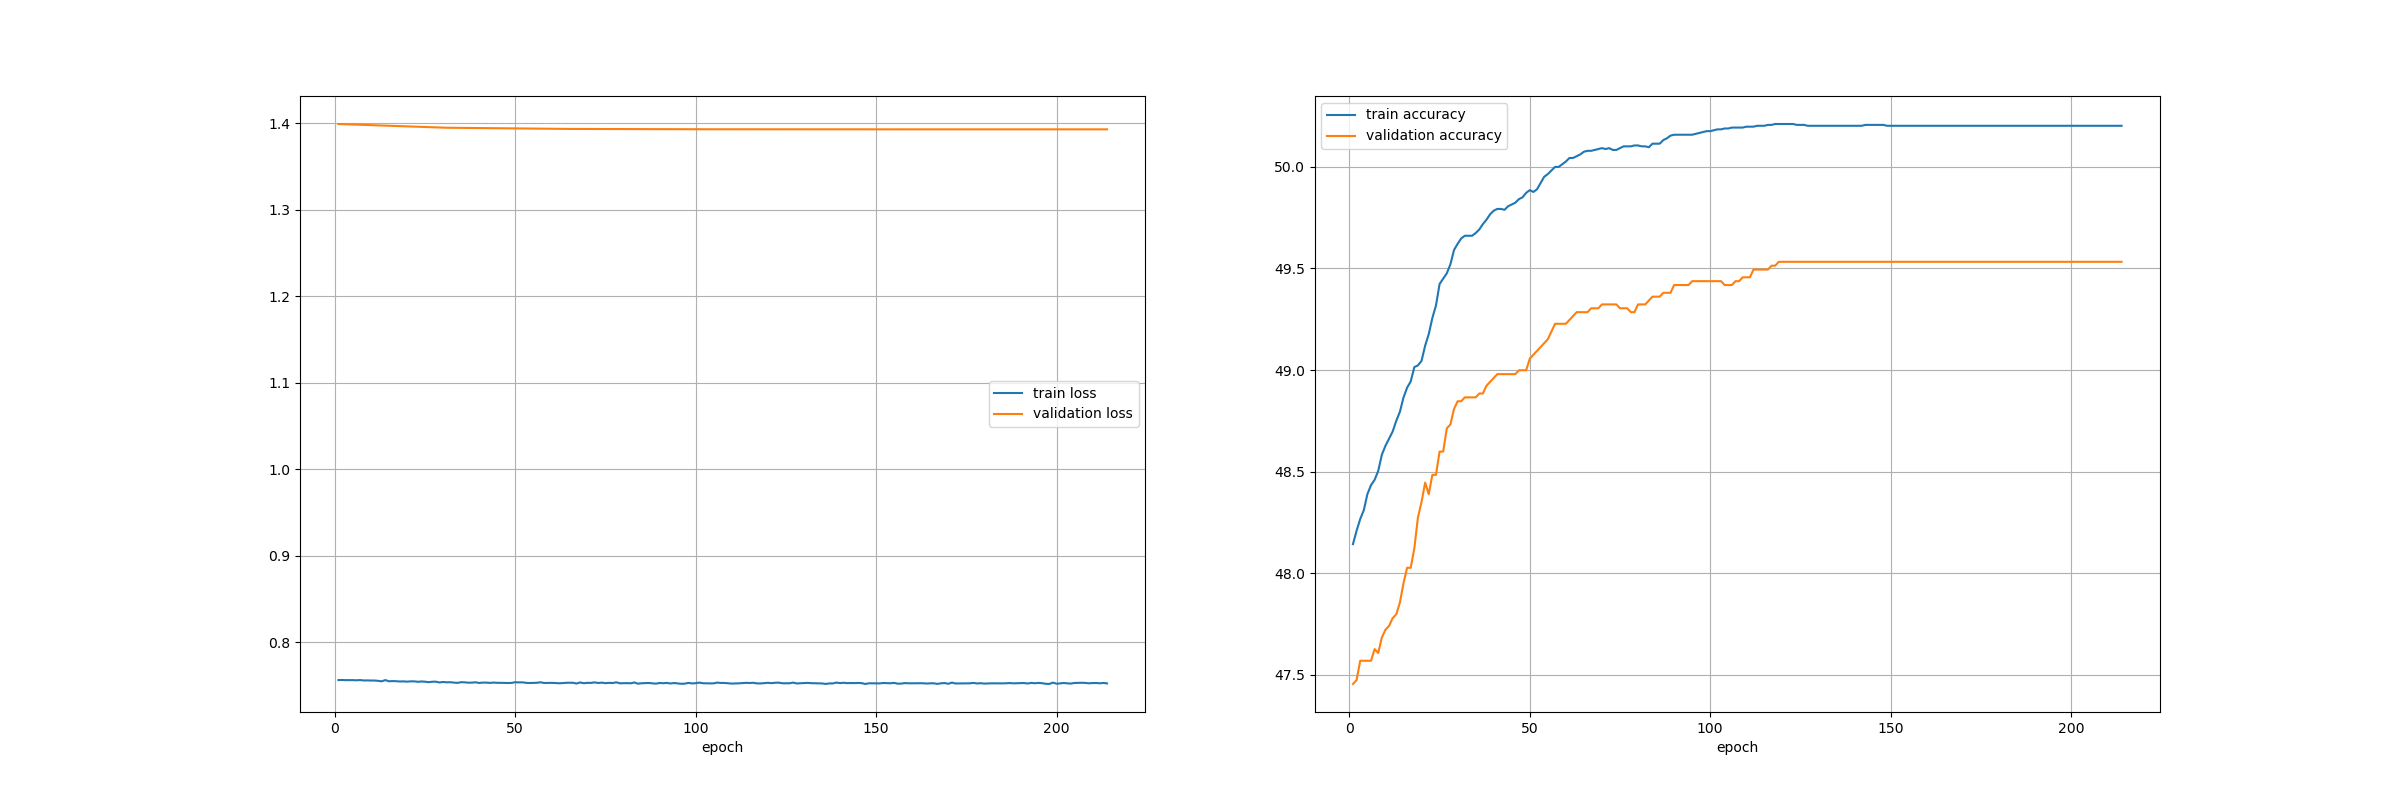 1.4
1.3
1.2
1.1
1.0
0.9
0.8
0 50 100 150 200
epoch
train loss
validation loss
train accuracy
validation accuracy
50.0
49.5
49.0
48.5
48.0
47.5
0 50 100 150 200
epoch